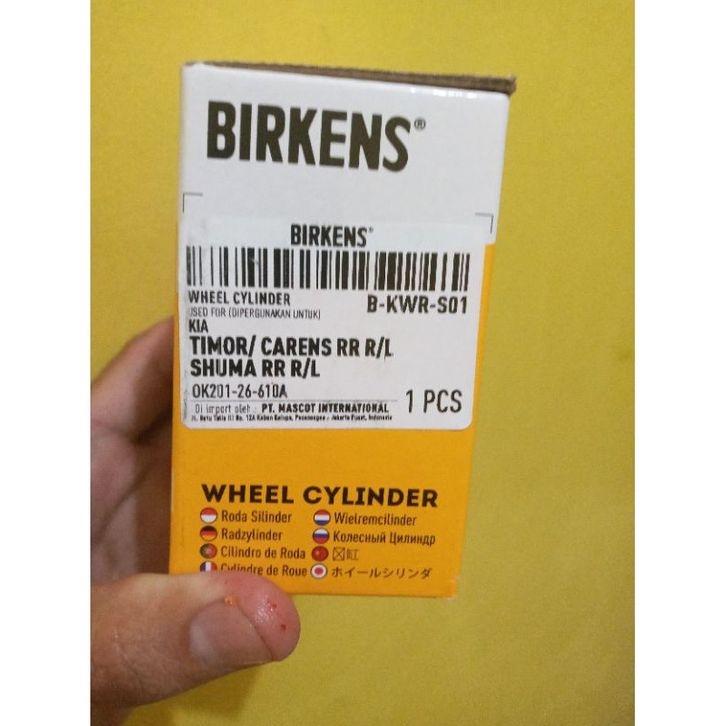 BIRKENS®
BIRKENS®
WHEEL CYLINDER B-KWR-S01
USED FOR (DIPERGUNAKAN UNTUK)
KIA
TIMOR/ CARENS RR R/L
SHUMA RR R/L
OK201-26-610A 1 PCS
Di import oleh : PT. MASCOT INTERNATIONAL
WHEEL CYLINDER
Roda Silinder Wielremcilinder
Radzylinder Колесный Цилиндр
Cilindro de Roda 缸
Cylindre de Roue ホイールシリンダ